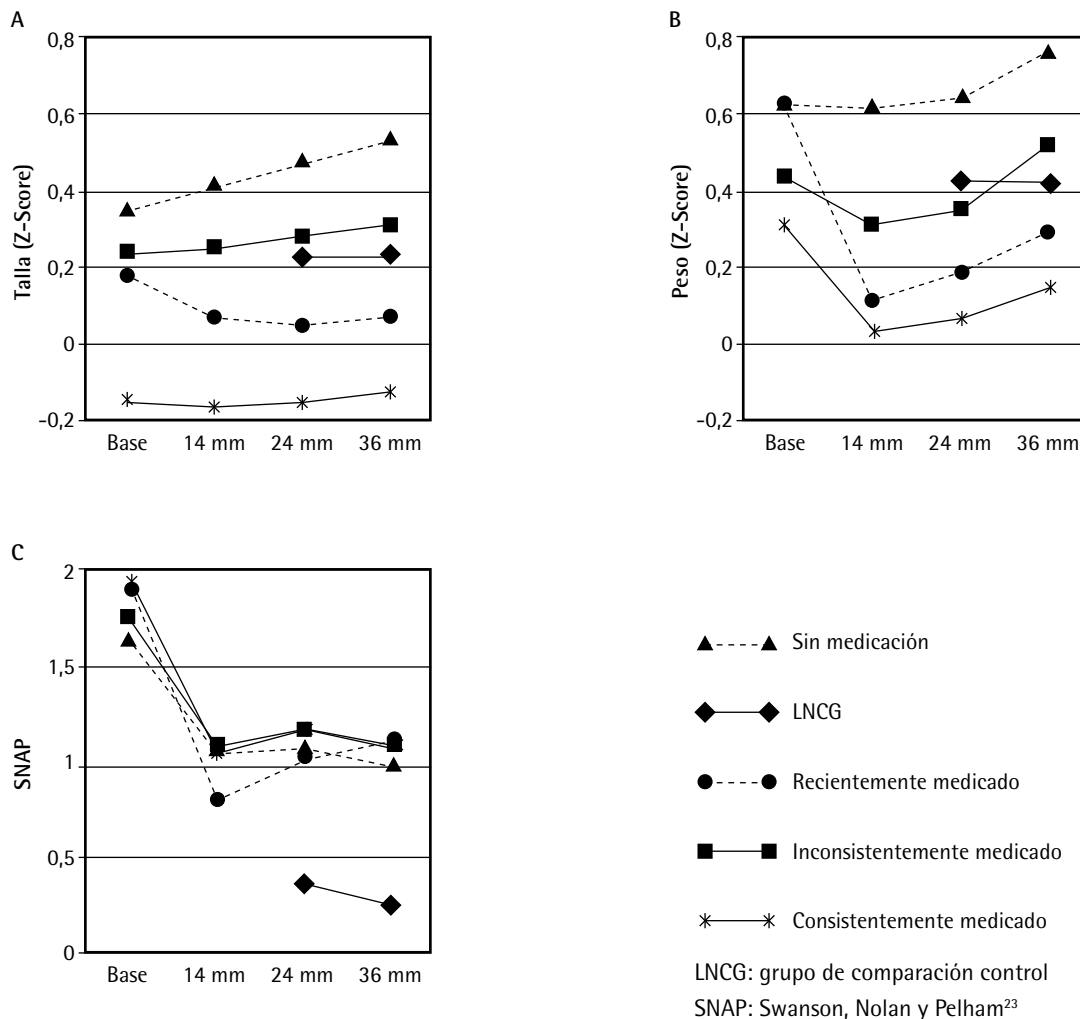 A
Talla (Z-Score)
0,8
0,6
0,4
0,2
0
-0,2
Base 14 mm 24 mm 36 mm
B
Peso (Z-Score)
0,8
0,6
0,4
0,2
0
-0,2
Base 14 mm 24 mm 36 mm
C
SNAP
2
1,5
1
0,5
0
Base 14 mm 24 mm 36 mm
Sin medicación
LNCG
Recientemente medicado
Inconsistentemente medicado
Consistentemente medicado
LNCG: grupo de comparación control
SNAP: Swanson, Nolan y Pelham²³